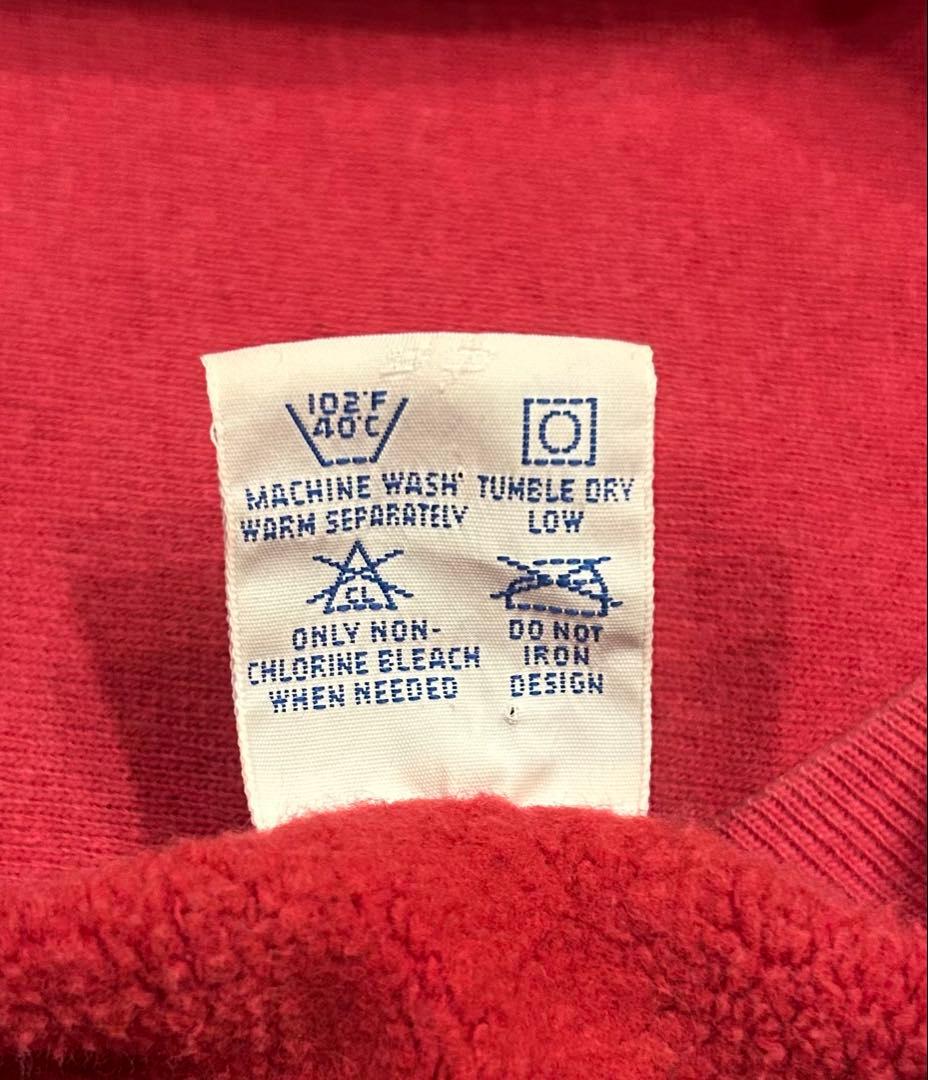 102°F
40°C
MACHINE WASH
WARM SEPARATELY
TUMBLE DRY
LOW
CL
ONLY NON-
CHLORINE BLEACH
WHEN NEEDED
DO NOT
IRON
DESIGN